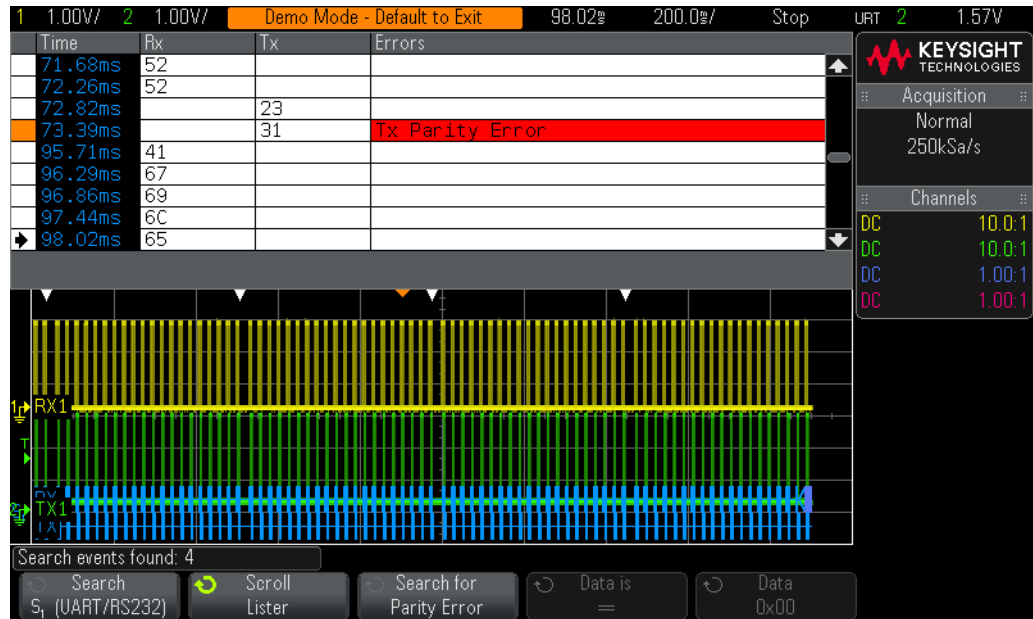 1 1.00V/ 2 1.00V/ Demo Mode - Default to Exit 98.02ms 200.0ms/ Stop URT 2 1.57V
Time Rx Tx Errors
71.68ms 52
72.26ms 52
72.82ms 23
73.39ms 31 Tx Parity Error
95.71ms 41
96.29ms 67
96.86ms 69
97.44ms 6C
98.02ms 65
KEYSIGHT
TECHNOLOGIES
Acquisition
Normal
250kSa/s
Channels
DC 10.0:1
DC 10.0:1
DC 1.00:1
DC 1.00:1
1 RX1
T
2 TX1
Search events found: 4
Search Scroll Search for Data is Data
S1 (UART/RS232) Lister Parity Error = 0x00